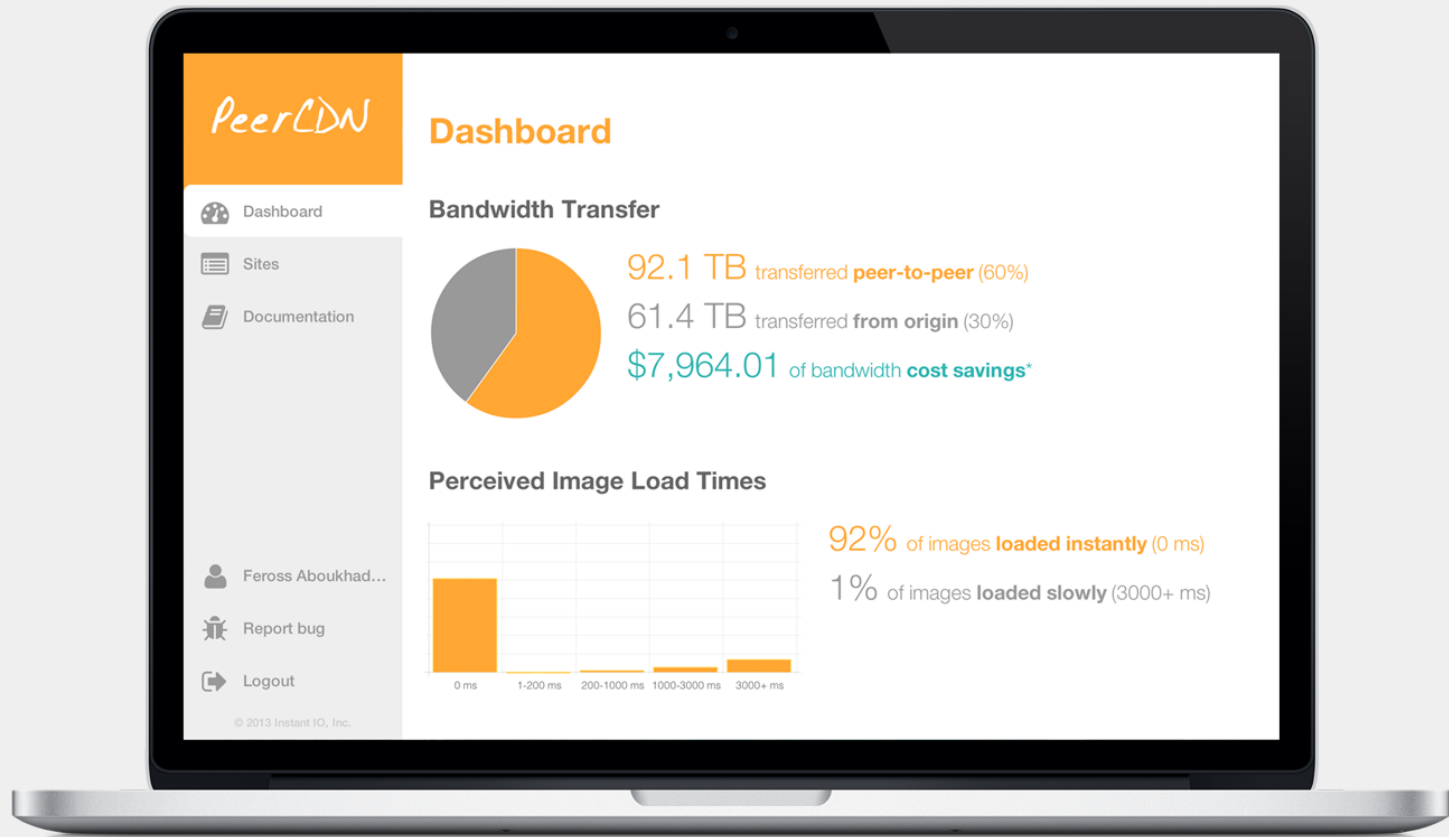 PeerCDN
Dashboard
Sites
Documentation
Feross Aboukhad...
Report bug
Logout
© 2013 Instant IO, Inc.
Dashboard
Bandwidth Transfer
92.1 TB transferred peer-to-peer (60%)
61.4 TB transferred from origin (30%)
$7,964.01 of bandwidth cost savings*
Perceived Image Load Times
0 ms 1-200 ms 200-1000 ms 1000-3000 ms 3000+ ms
92% of images loaded instantly (0 ms)
1% of images loaded slowly (3000+ ms)